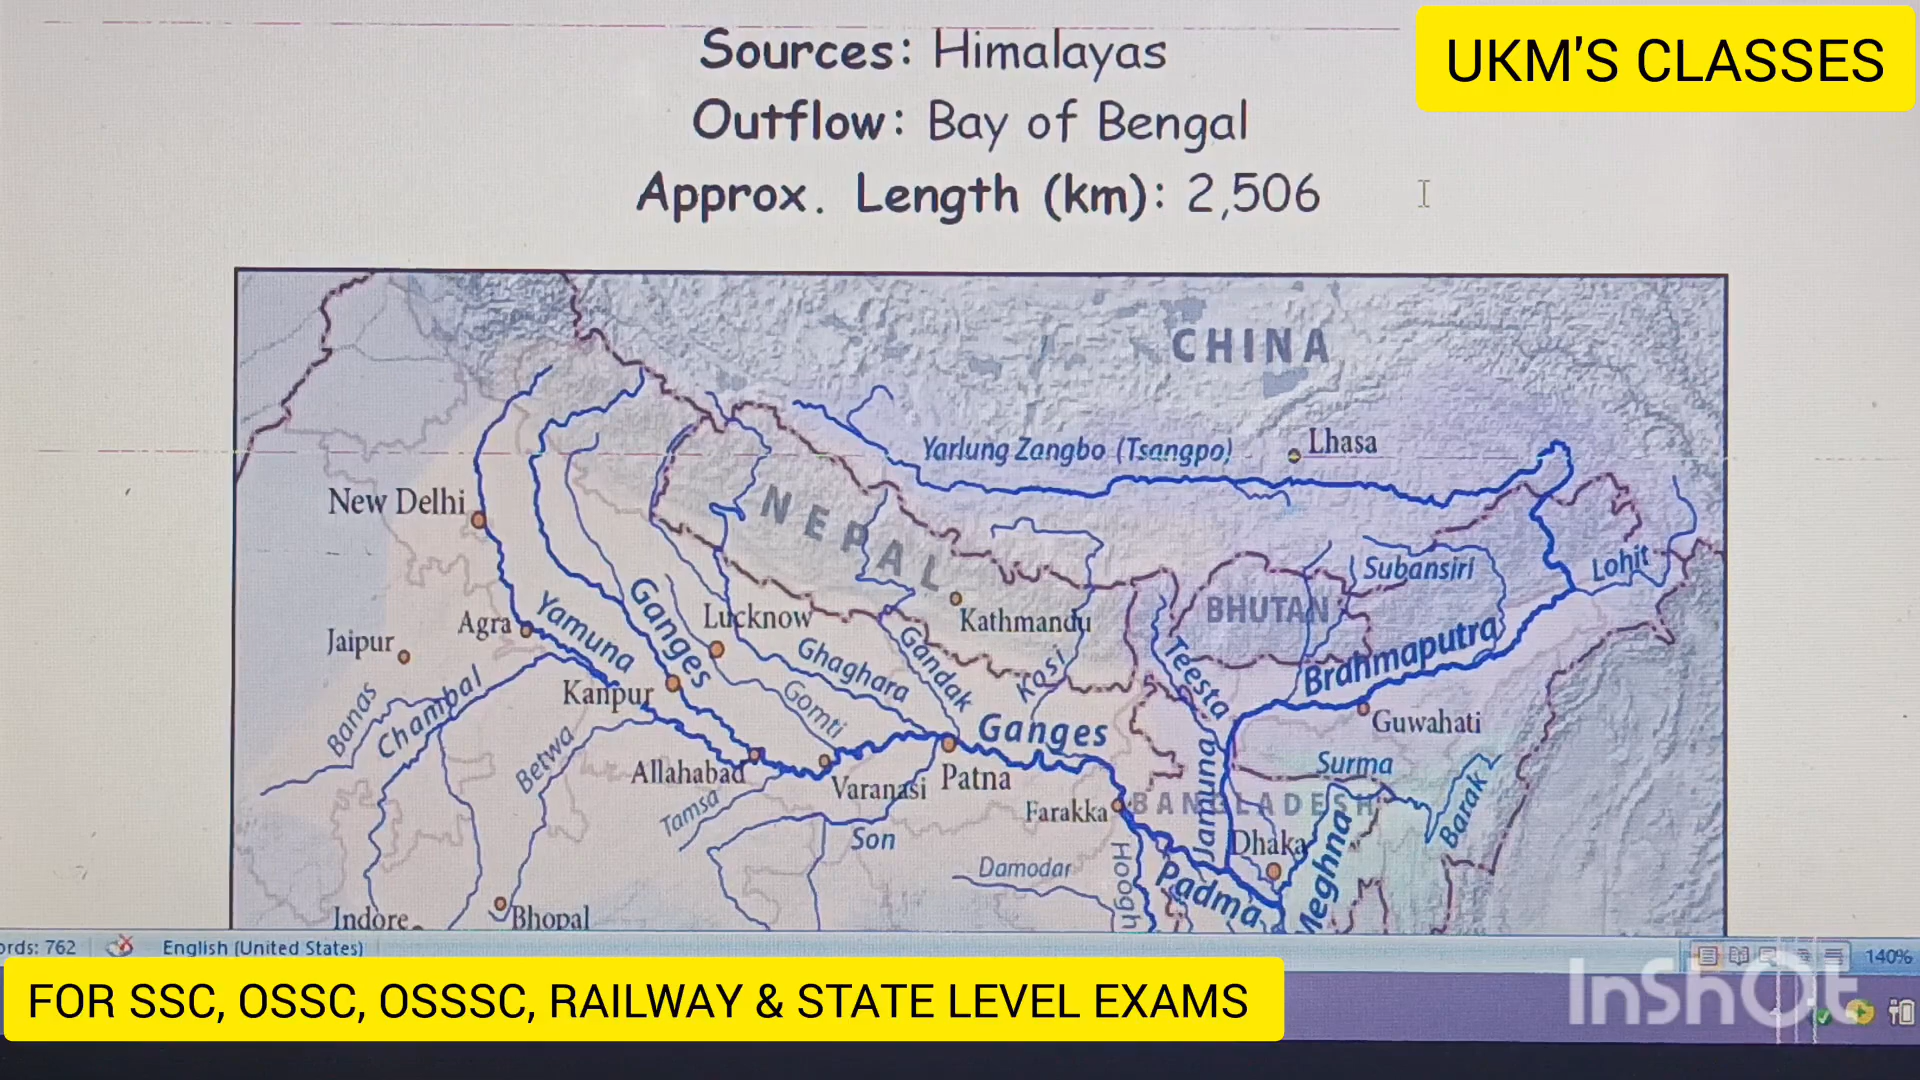 Sources: Himalayas
UKM'S CLASSES
Outflow: Bay of Bengal
Approx. Length (km): 2,506
CHINA
Yarlung Zangbo (Tsangpo)
Lhasa
New Delhi
NEPAL
Subansiri
Lohit
Ganges
Yamuna
Lucknow
Kathmandu
BHUTAN
Agra
Jaipur
Ghaghara
Gandak
Kosi
Teesta
Brahmaputra
Banas
Chambal
Kanpur
Gomti
Ganges
Guwahati
Betwa
Allahabad
Varanasi
Patna
Jamuna
Surma
Tamsa
Farakka
BANGLADESH
Barak
Son
Dhaka
Meghna
Damodar
Hoogh
Padma
Indore
Bhopal
ords: 762
English (United States)
140%
FOR SSC, OSSC, OSSSC, RAILWAY & STATE LEVEL EXAMS
InShOt